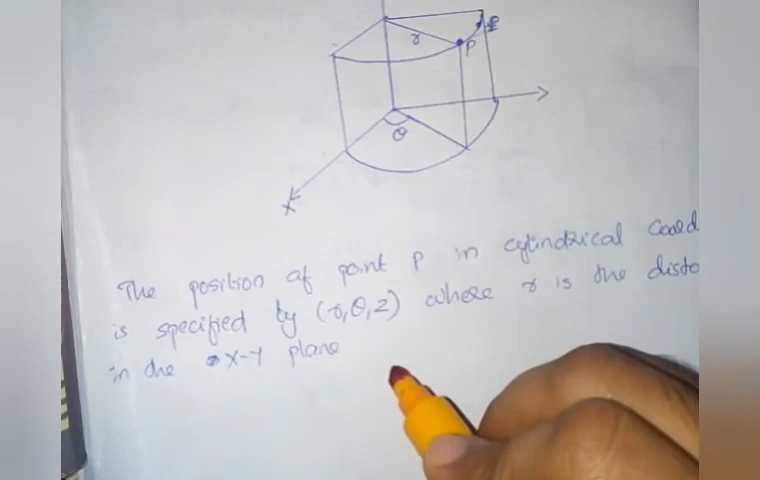 r
P
θ
X
The position of point P in cylindrical Coord
is specified by (r, θ, z) where r is the dista
in the X-Y plane